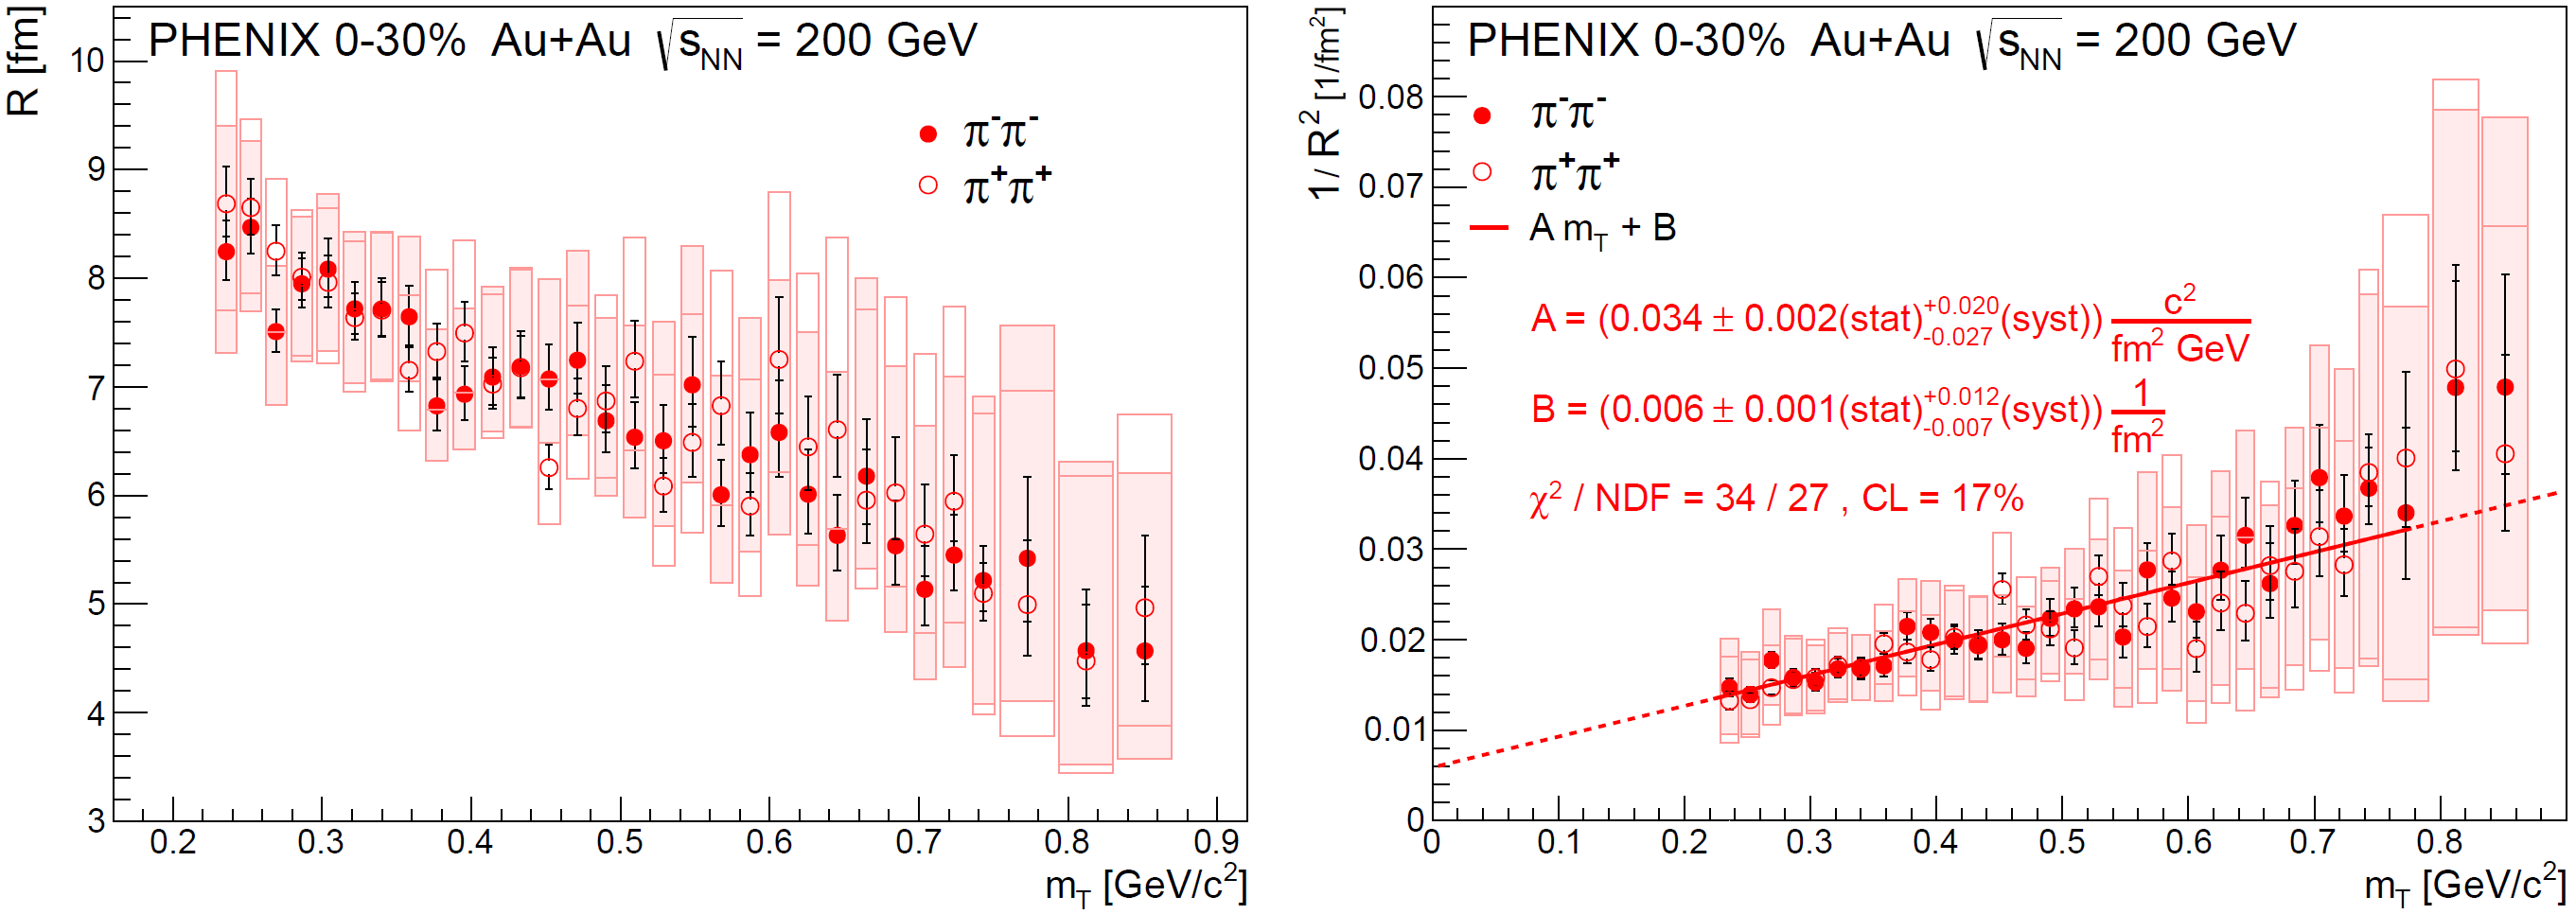 PHENIX 0-30% Au+Au √sNN = 200 GeV
R [fm]
π-π-
π+π+
10
9
8
7
6
5
4
3
0.2 0.3 0.4 0.5 0.6 0.7 0.8 0.9
mT [GeV/c2]
PHENIX 0-30% Au+Au √sNN = 200 GeV
1/ R2 [1/fm2]
π-π-
π+π+
A mT + B
A = (0.034 ± 0.002(stat)+0.020-0.027(syst)) c2/fm2 GeV
B = (0.006 ± 0.001(stat)+0.012-0.007(syst)) 1/fm2
χ2 / NDF = 34 / 27 , CL = 17%
0.08
0.07
0.06
0.05
0.04
0.03
0.02
0.01
0
0 0.1 0.2 0.3 0.4 0.5 0.6 0.7 0.8
mT [GeV/c2]